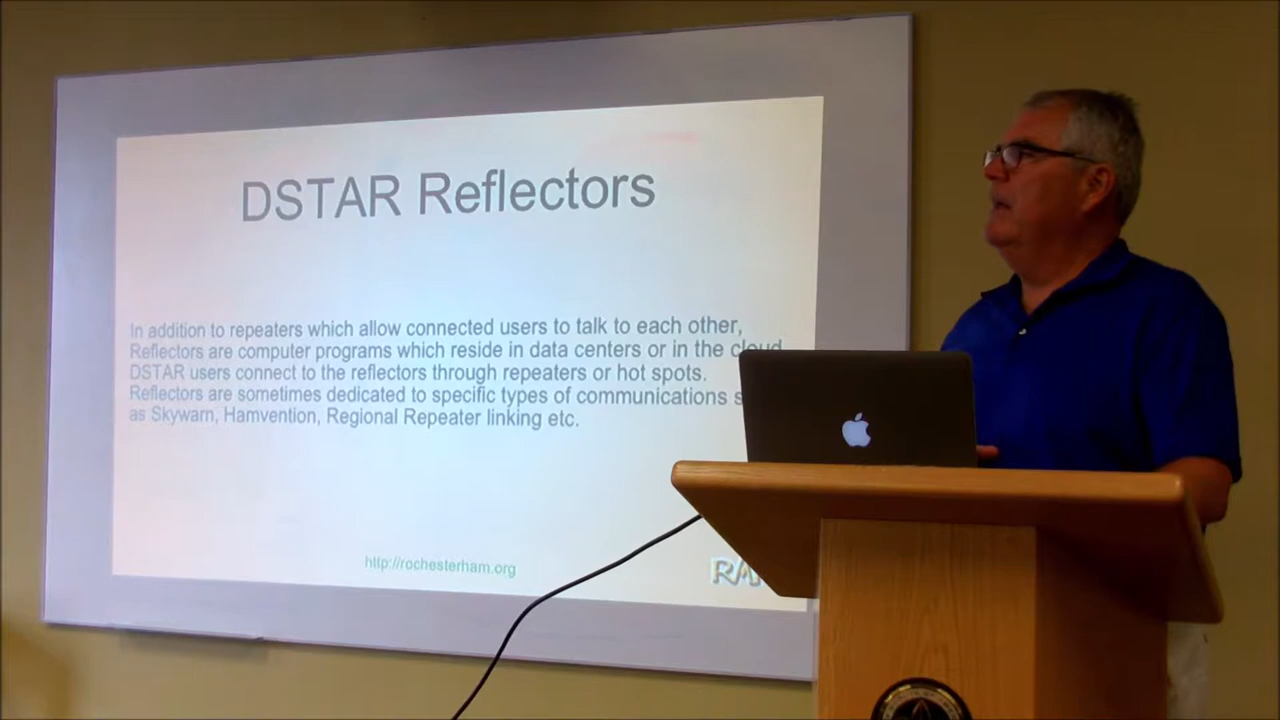 DSTAR Reflectors
In addition to repeaters which allow connected users to talk to each other,
Reflectors are computer programs which reside in data centers or in the cloud.
DSTAR users connect to the reflectors through repeaters or hot spots.
Reflectors are sometimes dedicated to specific types of communications
as Skywarn, Hamvention, Regional Repeater linking etc.
http://rochesterham.org